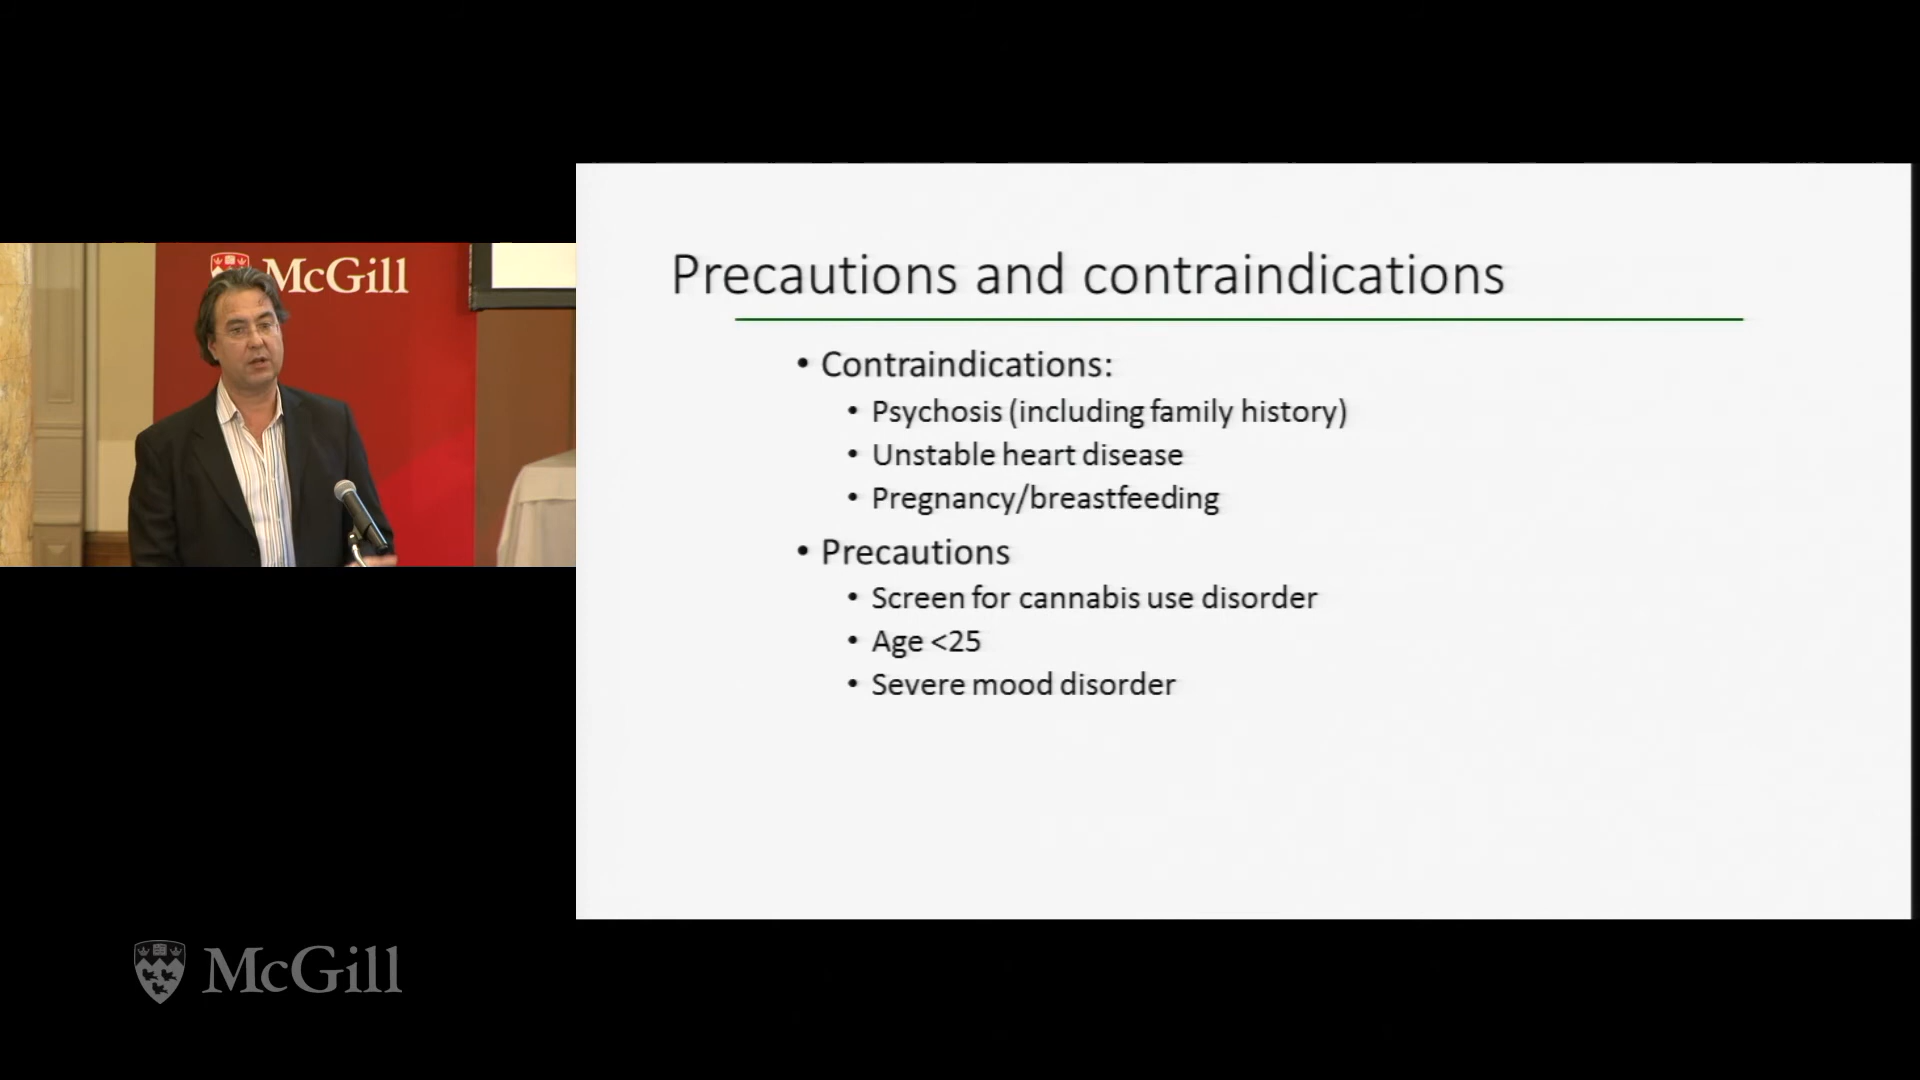 McGill
Precautions and contraindications
• Contraindications:
• Psychosis (including family history)
• Unstable heart disease
• Pregnancy/breastfeeding
• Precautions
• Screen for cannabis use disorder
• Age <25
• Severe mood disorder
McGill